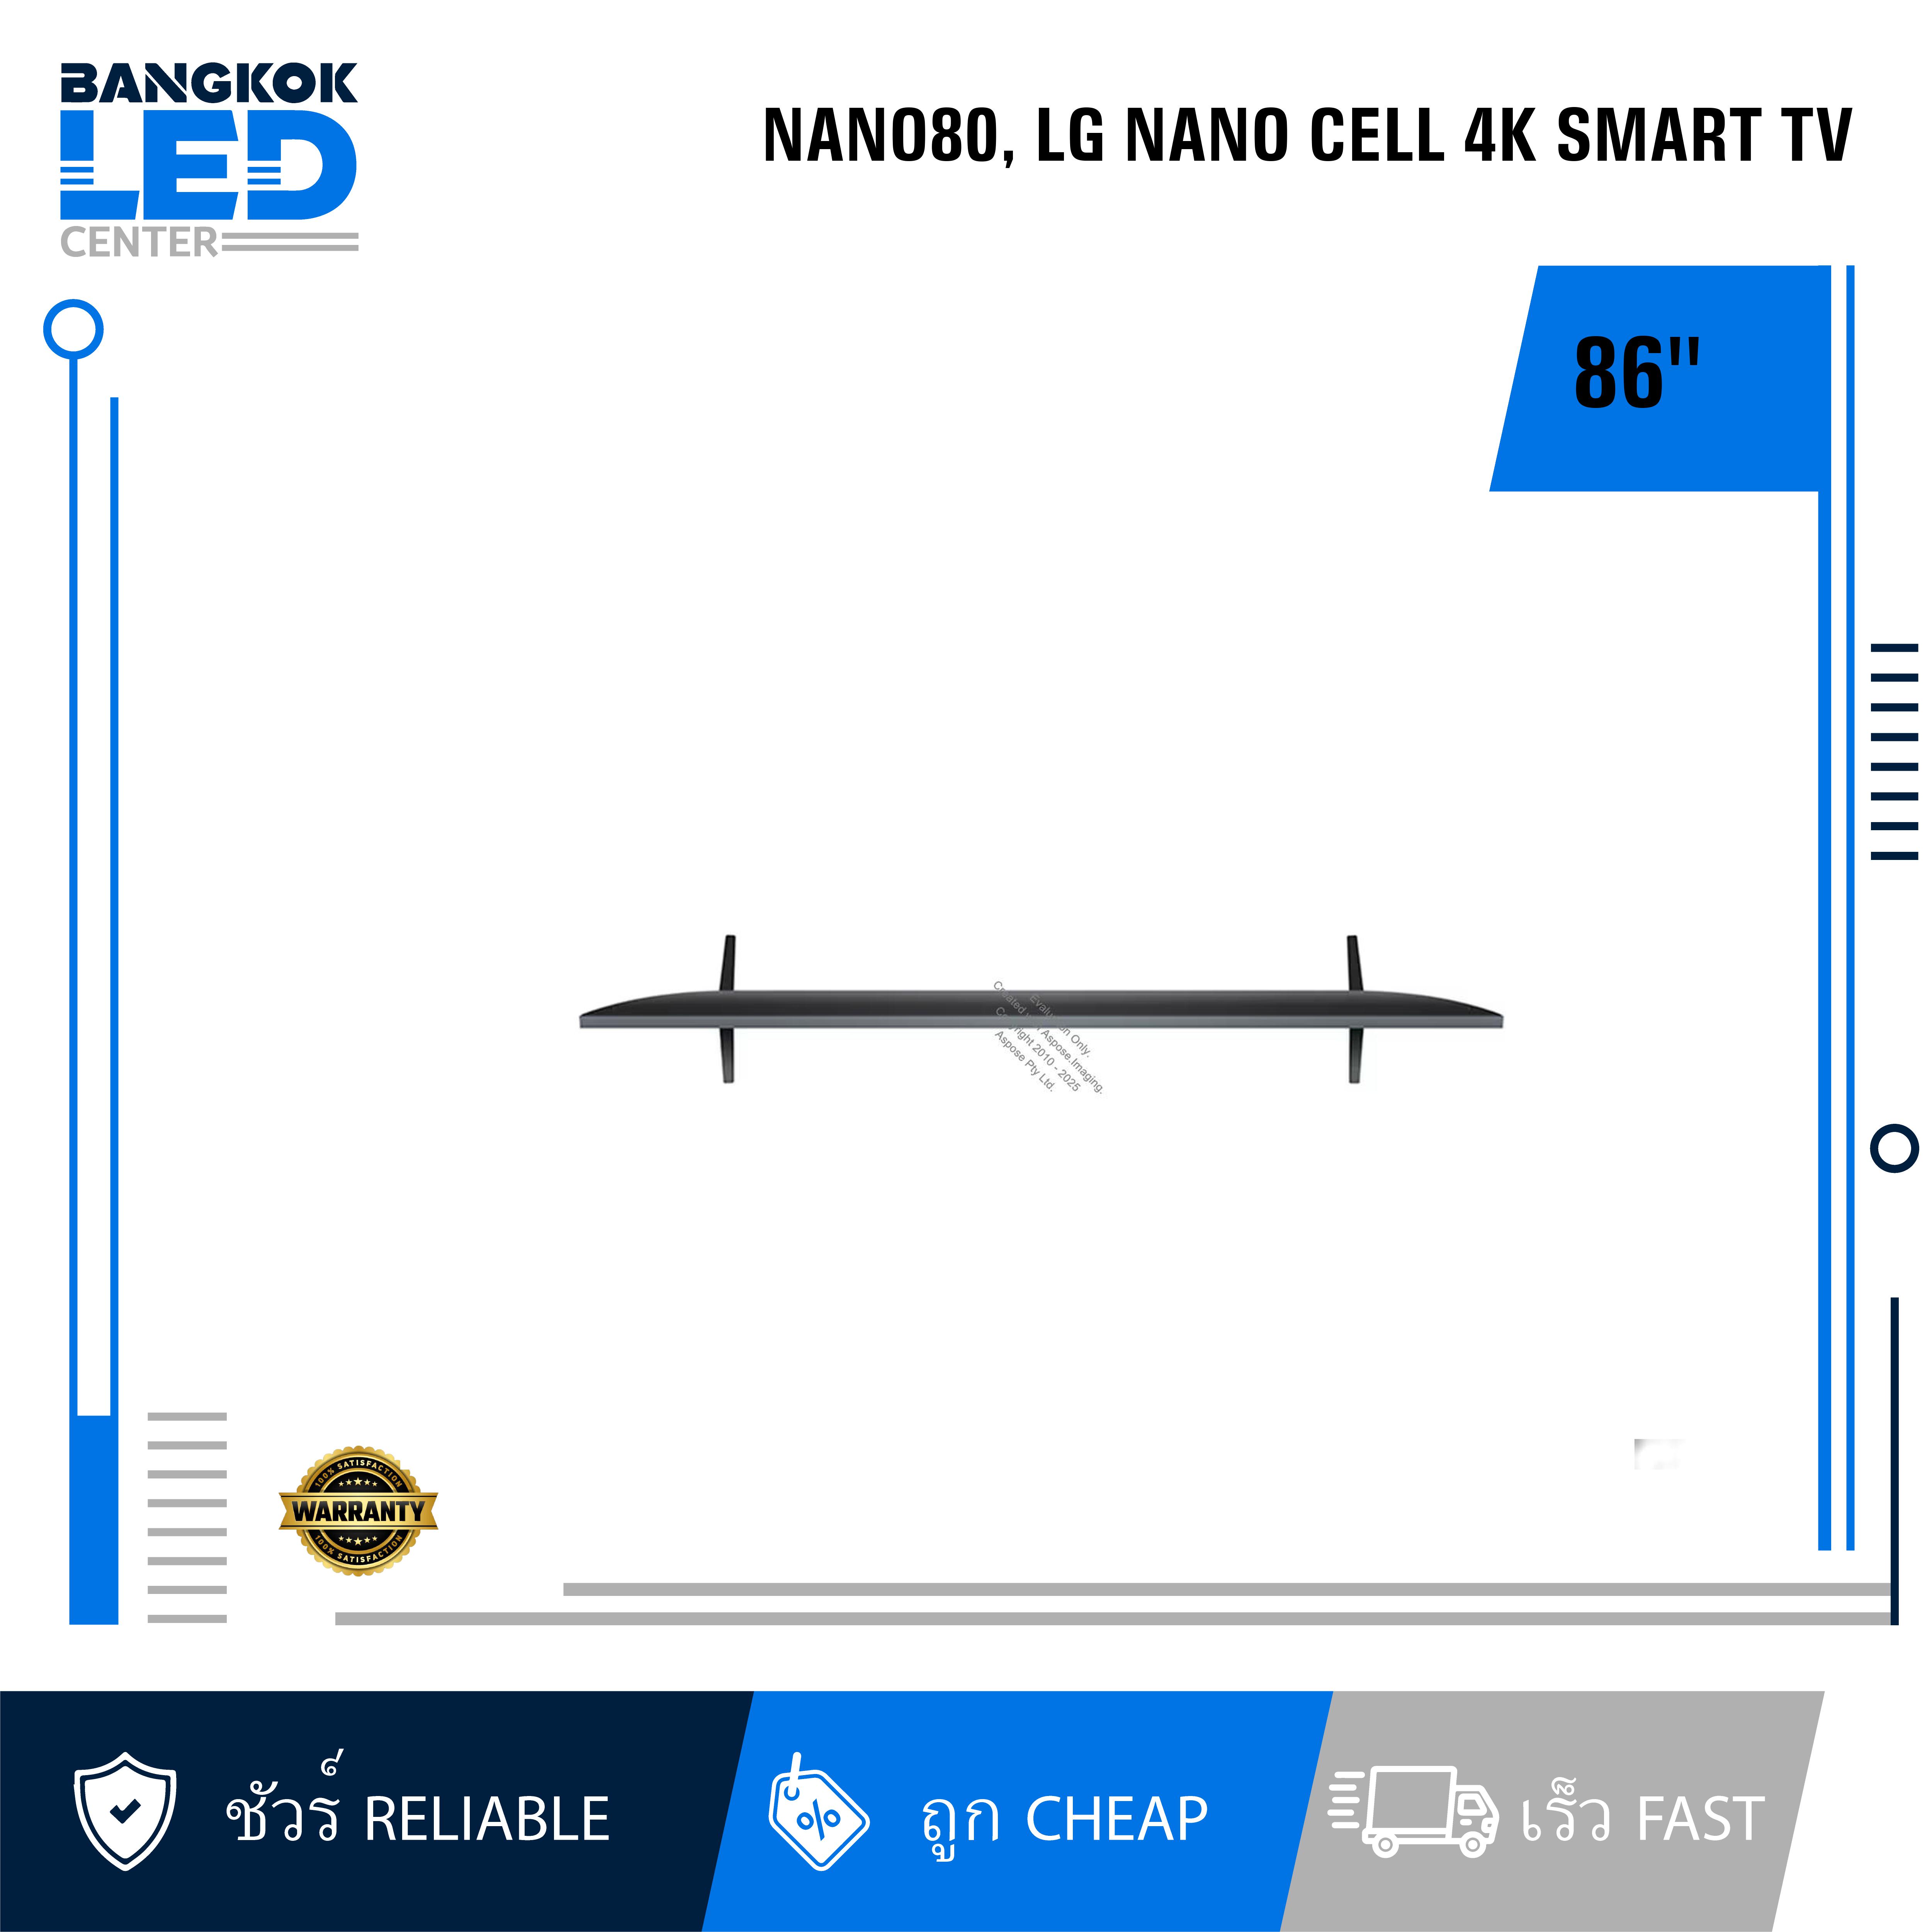 BANGKOK
LED
CENTER
NANO80, LG NANO CELL 4K SMART TV
86"
Evaluation Only.
Created with Aspose.Imaging.
Copyright 2010 - 2025
Aspose Pty Ltd.
100% SATISFACTION
WARRANTY
100% SATISFACTION
ชัวร์ RELIABLE
ถูก CHEAP
เร็ว FAST